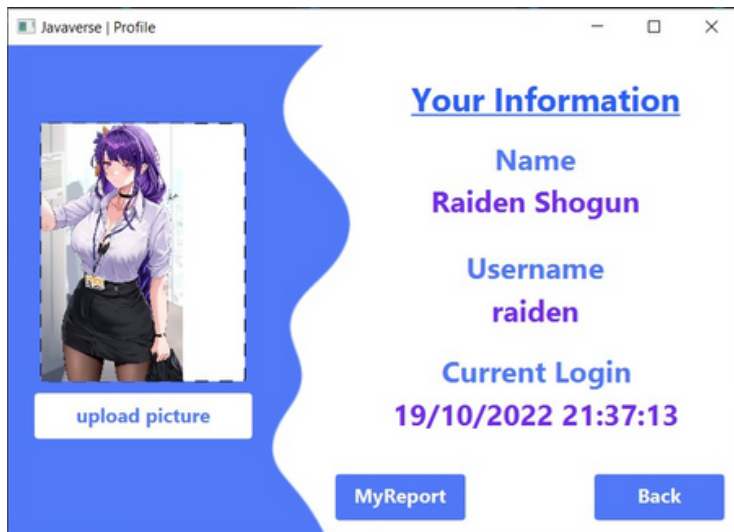 Javaverse | Profile
Your Information
Name
Raiden Shogun
Username
raiden
Current Login
19/10/2022 21:37:13
upload picture
MyReport
Back